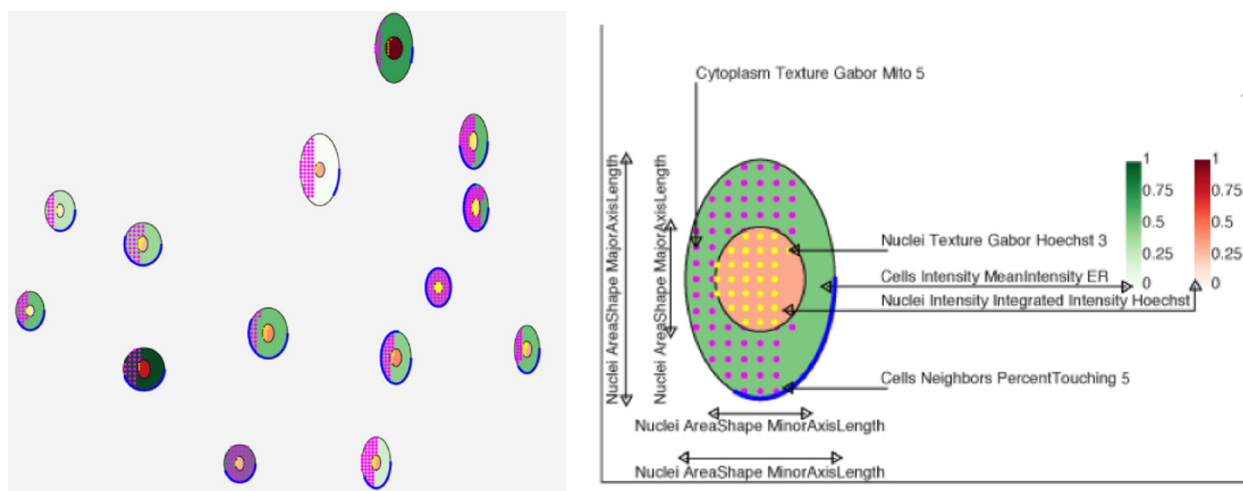 Cytoplasm Texture Gabor Mito 5
Nuclei AreaShape MajorAxisLength
Nuclei AreaShape MajorAxisLength
1 1
0.75 0.75
0.5 0.5
0.25 0.25
0 0
Nuclei Texture Gabor Hoechst 3
Cells Intensity MeanIntensity ER
Nuclei Intensity Integrated Intensity Hoechst
Cells Neighbors PercentTouching 5
Nuclei AreaShape MinorAxisLength
Nuclei AreaShape MinorAxisLength